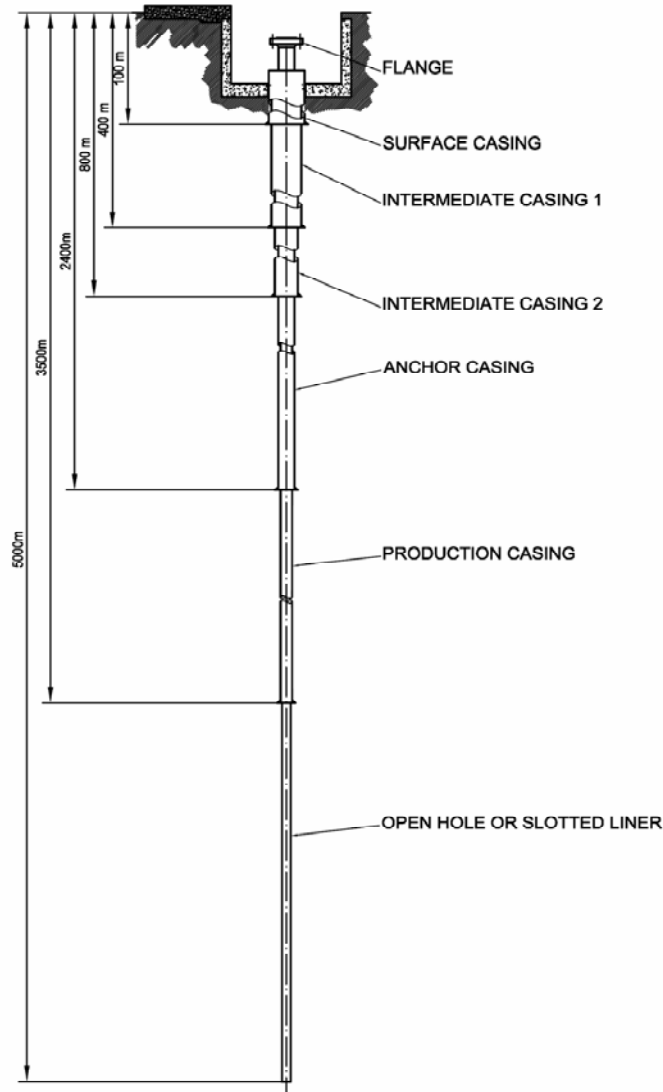 FLANGE
100 m
SURFACE CASING
400 m
INTERMEDIATE CASING 1
800 m
INTERMEDIATE CASING 2
2400m
ANCHOR CASING
3500m
PRODUCTION CASING
5000m
OPEN HOLE OR SLOTTED LINER